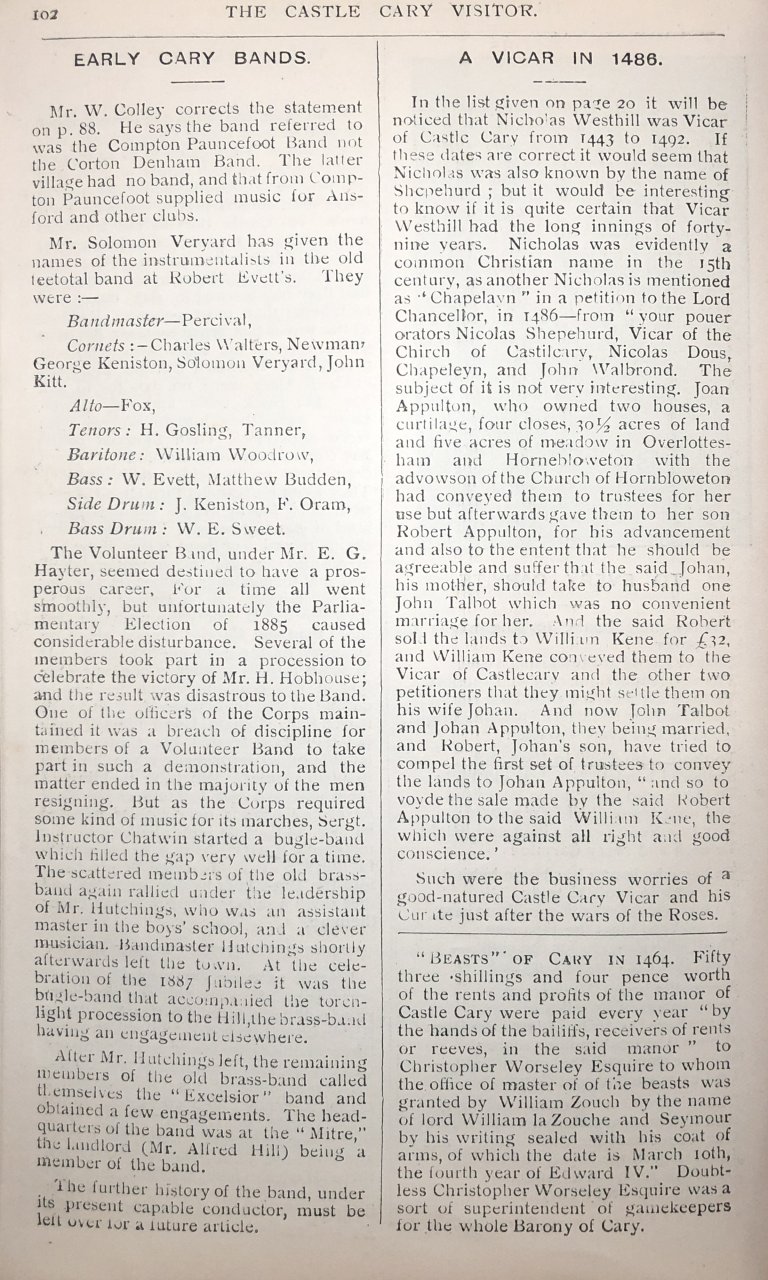 102
THE CASTLE CARY VISITOR.
EARLY CARY BANDS.
Mr. W. Colley corrects the statement
on p. 88. He says the band referred to
was the Compton Pauncefoot Band not
the Corton Denham Band. The latter
village had no band, and that from Comp-
ton Pauncefoot supplied music for Ans-
ford and other clubs.
Mr. Solomon Veryard has given the
names of the instrumentalists in the old
teetotal band at Robert Evett's. They
were :—
Bandmaster—Percival,
Cornets :—Charles Walters, Newman,
George Keniston, Solomon Veryard, John
Kitt.
Alto—Fox,
Tenors : H. Gosling, Tanner,
Baritone : William Woodrow,
Bass : W. Evett, Matthew Budden,
Side Drum : J. Keniston, F. Oram,
Bass Drum : W. E. Sweet.
The Volunteer Band, under Mr. E. G.
Hayter, seemed destined to have a pros-
perous career, For a time all went
smoothly, but unfortunately the Parlia-
mentary Election of 1885 caused
considerable disturbance. Several of the
members took part in a procession to
celebrate the victory of Mr. H. Hobhouse;
and the result was disastrous to the Band.
One of the officers of the Corps main-
tained it was a breach of discipline for
members of a Volunteer Band to take
part in such a demonstration, and the
matter ended in the majority of the men
resigning. But as the Corps required
some kind of music for its marches, Sergt.
Instructor Chatwin started a bugle-band
which filled the gap very well for a time.
The scattered members of the old brass-
band again rallied under the leadership
of Mr. Hutchings, who was an assistant
master in the boys' school, and a clever
musician. Bandmaster Hutchings shortly
afterwards left the town. At the cele-
bration of the 1887 Jubilee it was the
bugle-band that accompanied the torch-
light procession to the Hill, the brass-band
having an engagement elsewhere.
After Mr. Hutchings left, the remaining
members of the old brass-band called
themselves the "Excelsior" band and
obtained a few engagements. The head-
quarters of the band was at the "Mitre,"
the landlord (Mr. Alfred Hill) being a
member of the band.
The further history of the band, under
its present capable conductor, must be
left over for a future article.
A VICAR IN 1486.
In the list given on page 20 it will be
noticed that Nicholas Westhill was Vicar
of Castle Cary from 1443 to 1492. If
these dates are correct it would seem that
Nicholas was also known by the name of
Shepehurd ; but it would be interesting
to know if it is quite certain that Vicar
Westhill had the long innings of forty-
nine years. Nicholas was evidently a
common Christian name in the 15th
century, as another Nicholas is mentioned
as "Chapelayn" in a petition to the Lord
Chancellor, in 1486—from "your pouer
orators Nicolas Shepehurd, Vicar of the
Chirch of Castilcary, Nicolas Dous,
Chapeleyn, and John Walbrond. The
subject of it is not very interesting. Joan
Appulton, who owned two houses, a
curtilage, four closes, 30½ acres of land
and five acres of meadow in Overlottes-
ham and Hornebloweton with the
advowson of the Church of Hornbloweton
had conveyed them to trustees for her
use but afterwards gave them to her son
Robert Appulton, for his advancement
and also to the entent that he should be
agreeable and suffer that the said Johan,
his mother, should take to husband one
John Talbot which was no convenient
marriage for her. And the said Robert
sold the lands to William Kene for £32,
and William Kene conveyed them to the
Vicar of Castlecary and the other two
petitioners that they might settle them on
his wife Johan. And now John Talbot
and Johan Appulton, they being married,
and Robert, Johan's son, have tried to
compel the first set of trustees to convey
the lands to Johan Appulton, "and so to
voyde the sale made by the said Robert
Appulton to the said William Kene, the
which were against all right and good
conscience.'
Such were the business worries of a
good-natured Castle Cary Vicar and his
Curate just after the wars of the Roses.
"BEASTS" OF CARY IN 1464. Fifty
three shillings and four pence worth
of the rents and profits of the manor of
Castle Cary were paid every year "by
the hands of the bailiffs, receivers of rents
or reeves, in the said manor" to
Christopher Worseley Esquire to whom
the office of master of of the beasts was
granted by William Zouch by the name
of lord William la Zouche and Seymour
by his writing sealed with his coat of
arms, of which the date is March 10th,
the fourth year of Edward IV." Doubt-
less Christopher Worseley Esquire was a
sort of superintendent of gamekeepers
for the whole Barony of Cary.